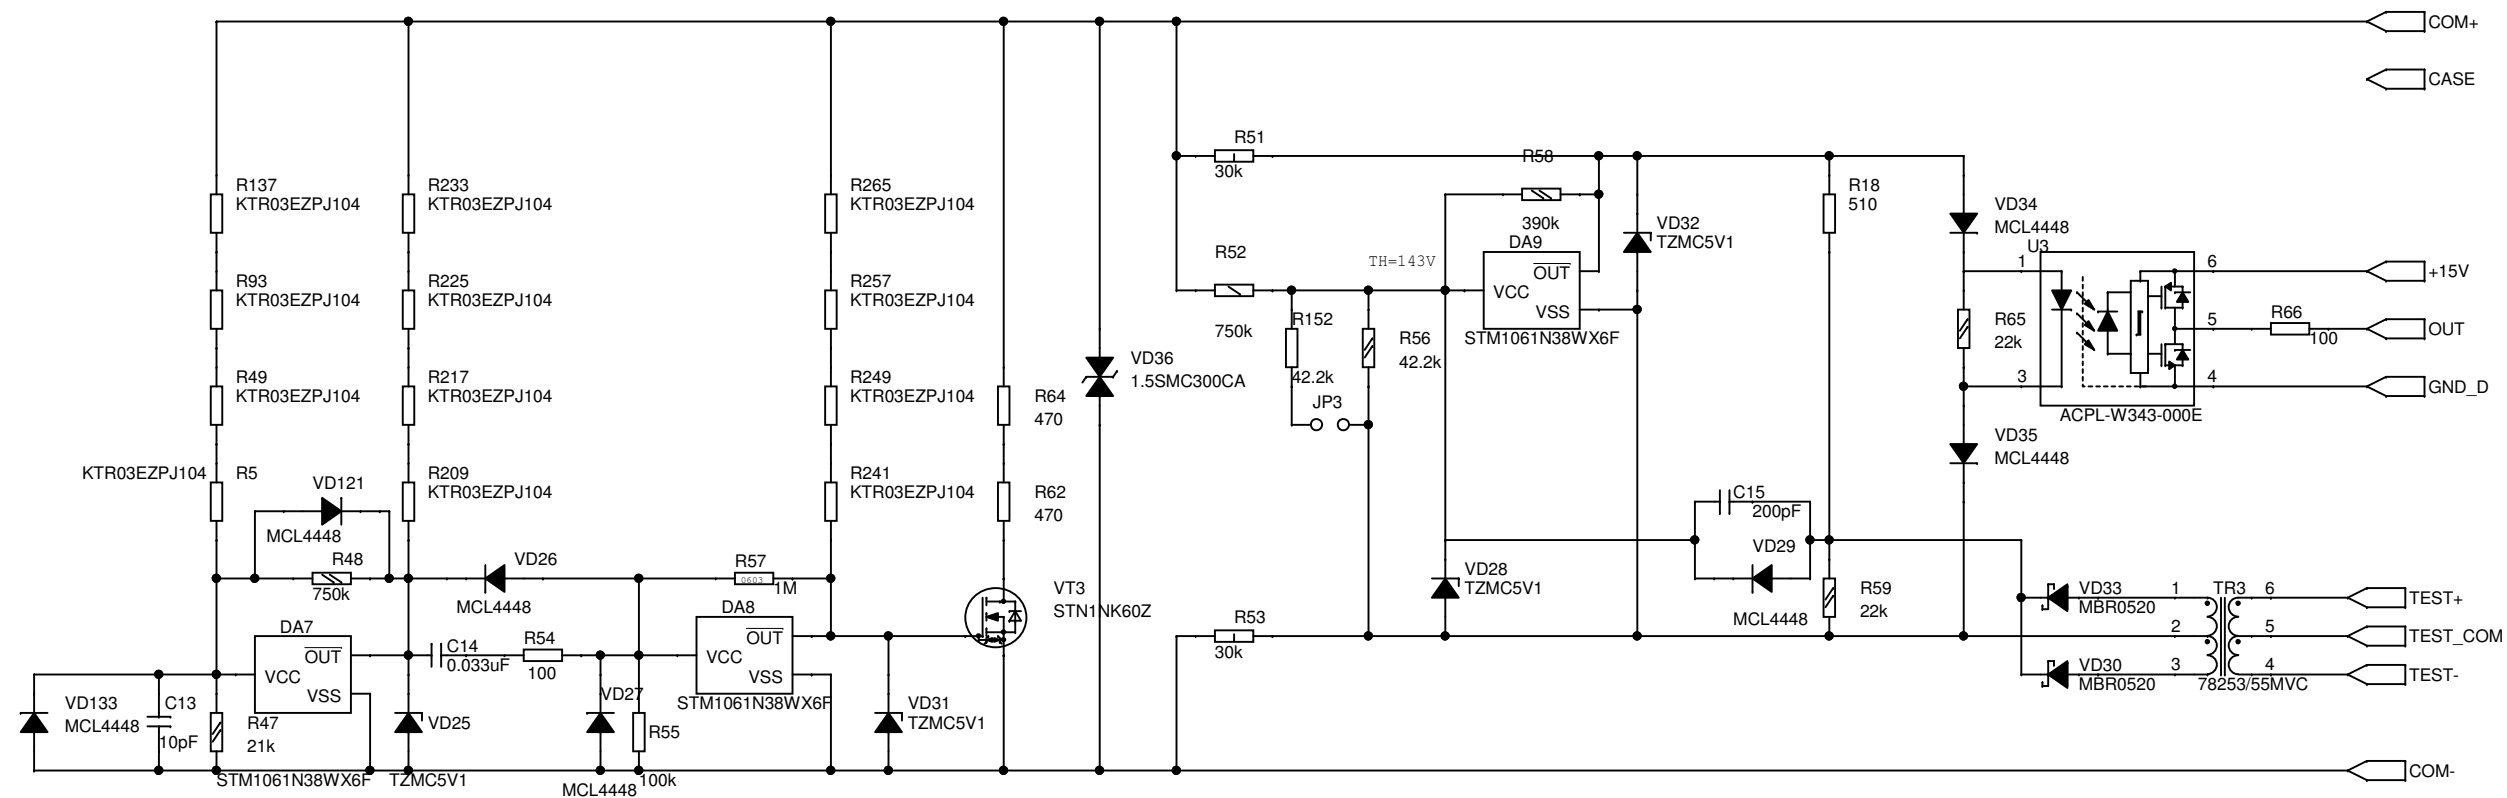 COM+
CASE
R51
30k
R58
390k
R137
KTR03EZPJ104
R233
KTR03EZPJ104
R265
KTR03EZPJ104
R18
510
VD34
MCL4448
VD32
TZMC5V1
R52
750k
TH=143V
DA9
OUT
VCC
VSS
STM1061N38WX6F
U3
1
6
+15V
R93
KTR03EZPJ104
R225
KTR03EZPJ104
R257
KTR03EZPJ104
R152
42.2k
R56
42.2k
R65
22k
5
R66
100
OUT
VD36
1.5SMC300CA
R49
KTR03EZPJ104
R217
KTR03EZPJ104
R249
KTR03EZPJ104
R64
470
JP3
3
4
GND_D
ACPL-W343-000E
VD35
MCL4448
KTR03EZPJ104
R5
VD121
MCL4448
R209
KTR03EZPJ104
R241
KTR03EZPJ104
R62
470
C15
200pF
VD29
MCL4448
R48
750k
VD26
MCL4448
R57
0603
1M
VT3
STN1NK60Z
VD28
TZMC5V1
R59
22k
VD33
MBR0520
1
TR3
6
TEST+
DA7
OUT
VCC
VSS
STM1061N38WX6F
C14
0.033uF
R54
100
DA8
OUT
VCC
VSS
STM1061N38WX6F
R53
30k
2
5
TEST_COM
VD30
MBR0520
3
4
TEST-
78253/55MVC
VD133
MCL4448
C13
10pF
R47
21k
VD25
TZMC5V1
VD27
MCL4448
R55
100k
VD31
TZMC5V1
COM-